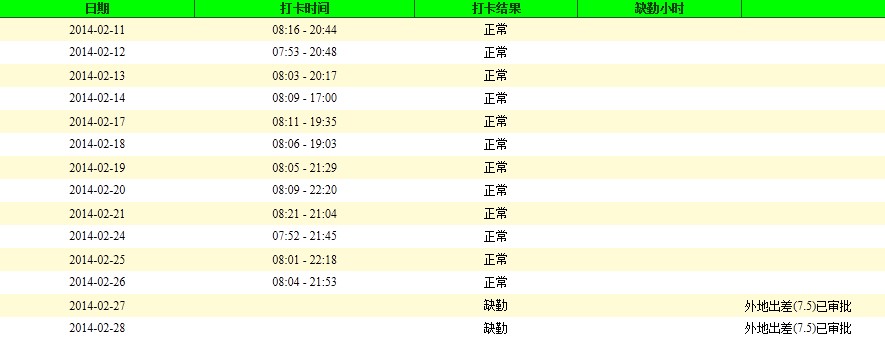 日期 打卡时间 打卡结果 缺勤小时
2014-02-11 08:16 - 20:44 正常
2014-02-12 07:53 - 20:48 正常
2014-02-13 08:03 - 20:17 正常
2014-02-14 08:09 - 17:00 正常
2014-02-17 08:11 - 19:35 正常
2014-02-18 08:06 - 19:03 正常
2014-02-19 08:05 - 21:29 正常
2014-02-20 08:09 - 22:20 正常
2014-02-21 08:21 - 21:04 正常
2014-02-24 07:52 - 21:45 正常
2014-02-25 08:01 - 22:18 正常
2014-02-26 08:04 - 21:53 正常
2014-02-27 缺勤 外地出差(7.5)已审批
2014-02-28 缺勤 外地出差(7.5)已审批